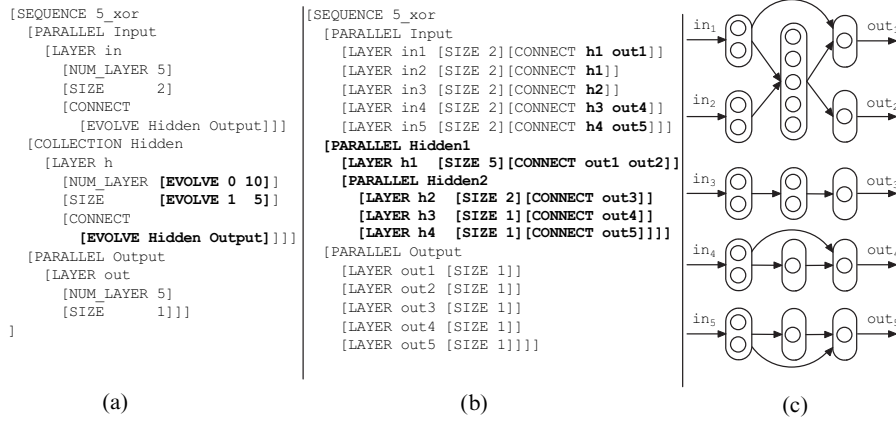 [SEQUENCE 5_xor
[PARALLEL Input
[LAYER in
[NUM_LAYER 5]
[SIZE 2]
[CONNECT
[EVOLVE Hidden Output]]]
[COLLECTION Hidden
[LAYER h
[NUM_LAYER [EVOLVE 0 10]]
[SIZE [EVOLVE 1 5]]
[CONNECT
[EVOLVE Hidden Output]]]]
[PARALLEL Output
[LAYER out
[NUM_LAYER 5]
[SIZE 1]]]
]
(a)
[SEQUENCE 5_xor
[PARALLEL Input
[LAYER in1 [SIZE 2][CONNECT h1 out1]]
[LAYER in2 [SIZE 2][CONNECT h1]]
[LAYER in3 [SIZE 2][CONNECT h2]]
[LAYER in4 [SIZE 2][CONNECT h3 out4]]
[LAYER in5 [SIZE 2][CONNECT h4 out5]]]
[PARALLEL Hidden1
[LAYER h1 [SIZE 5][CONNECT out1 out2]]
[PARALLEL Hidden2
[LAYER h2 [SIZE 2][CONNECT out3]]
[LAYER h3 [SIZE 1][CONNECT out4]]
[LAYER h4 [SIZE 1][CONNECT out5]]]]
[PARALLEL Output
[LAYER out1 [SIZE 1]]
[LAYER out2 [SIZE 1]]
[LAYER out3 [SIZE 1]]
[LAYER out4 [SIZE 1]]
[LAYER out5 [SIZE 1]]]]
(b)
in1 out1
in2 out2
in3 out3
in4 out4
in5 out5
(c)